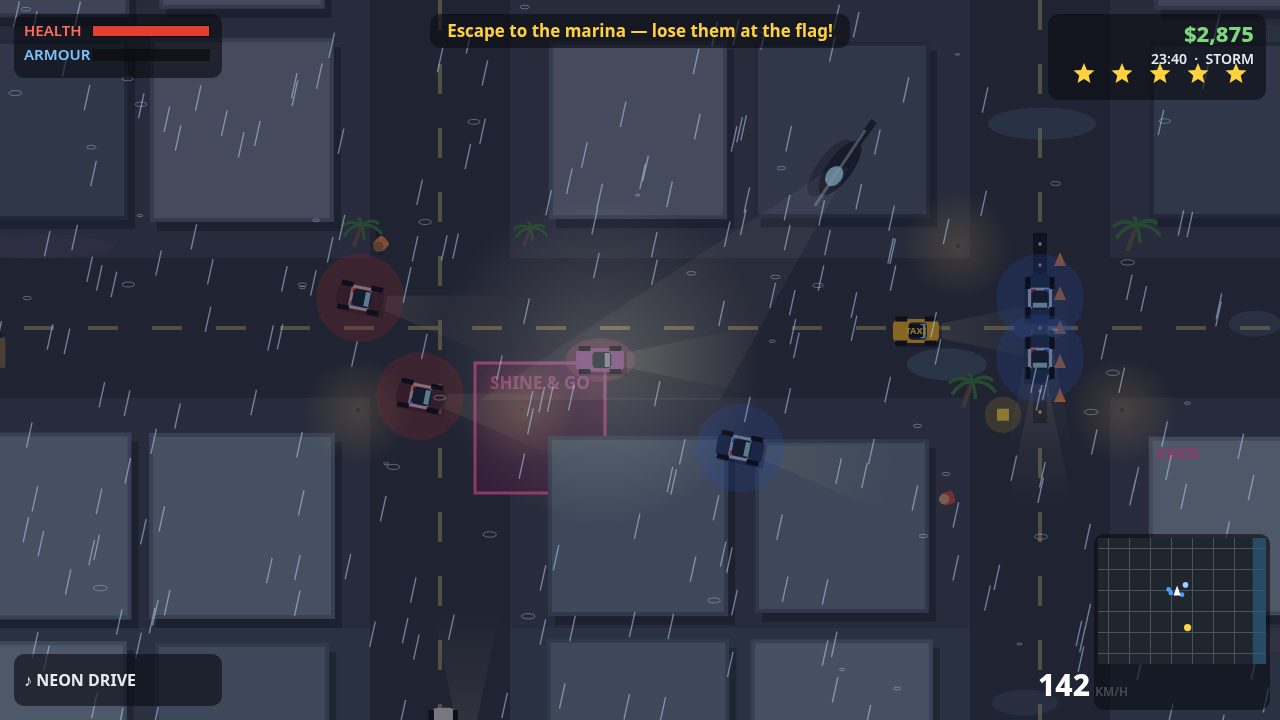 HEALTH
ARMOUR
Escape to the marina — lose them at the flag!
$2,875
23:40 · STORM
TAXI
SHINE & GO
COCO
♪ NEON DRIVE
142 KM/H